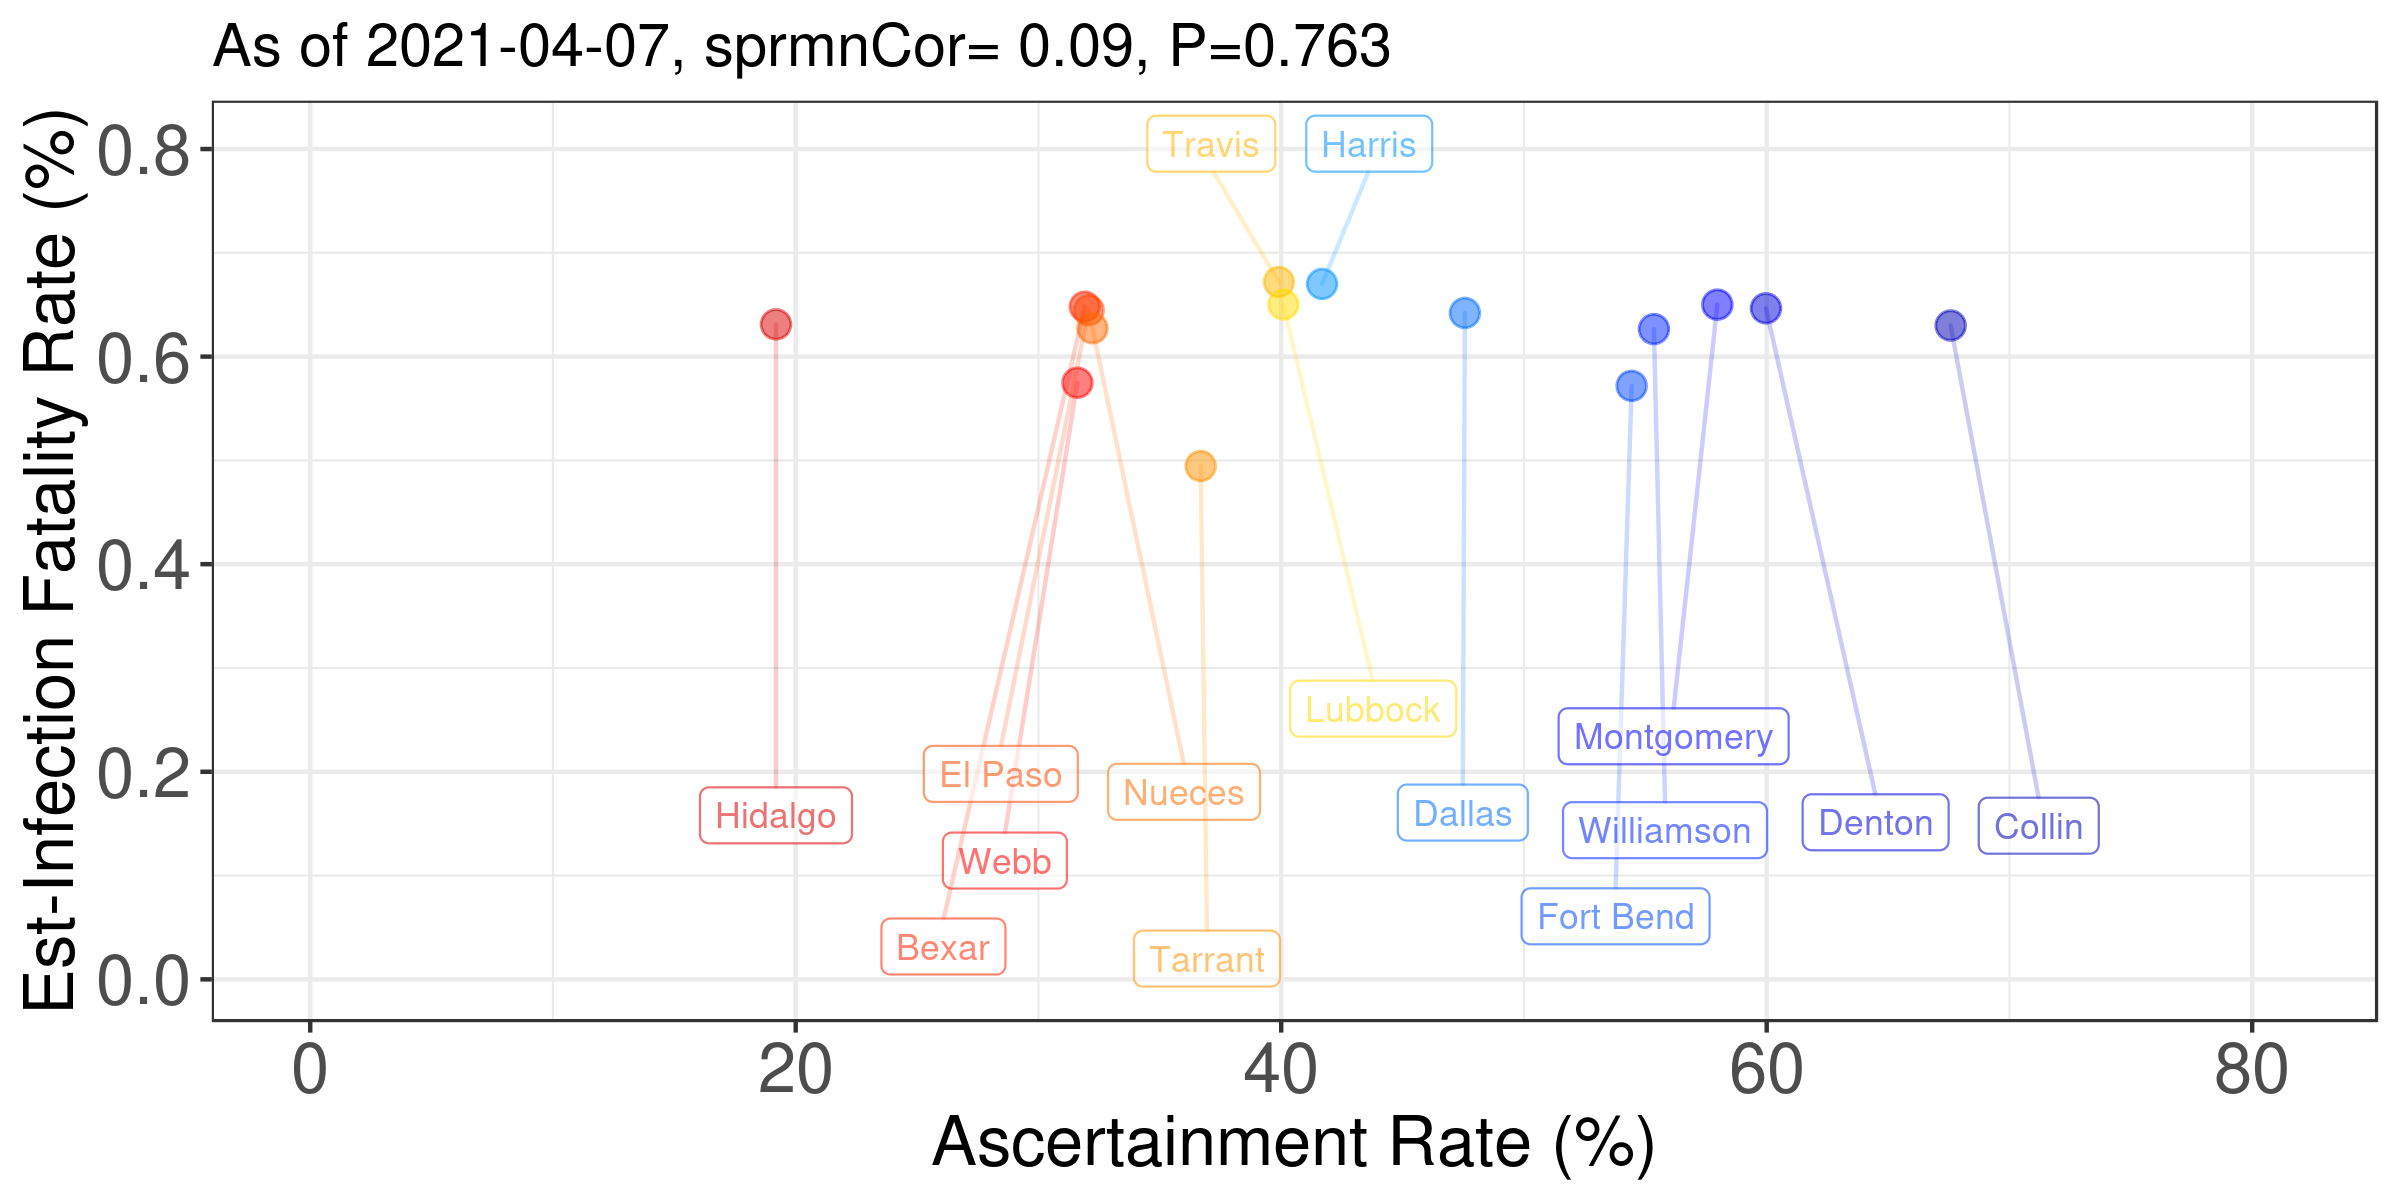 As of 2021-04-07, sprmnCor= 0.09, P=0.763
Est-Infection Fatality Rate (%)
0.8
0.6
0.4
0.2
0.0
Travis
Harris
Lubbock
Montgomery
El Paso
Nueces
Hidalgo
Dallas
Williamson
Denton
Collin
Webb
Fort Bend
Bexar
Tarrant
0
20
40
60
80
Ascertainment Rate (%)